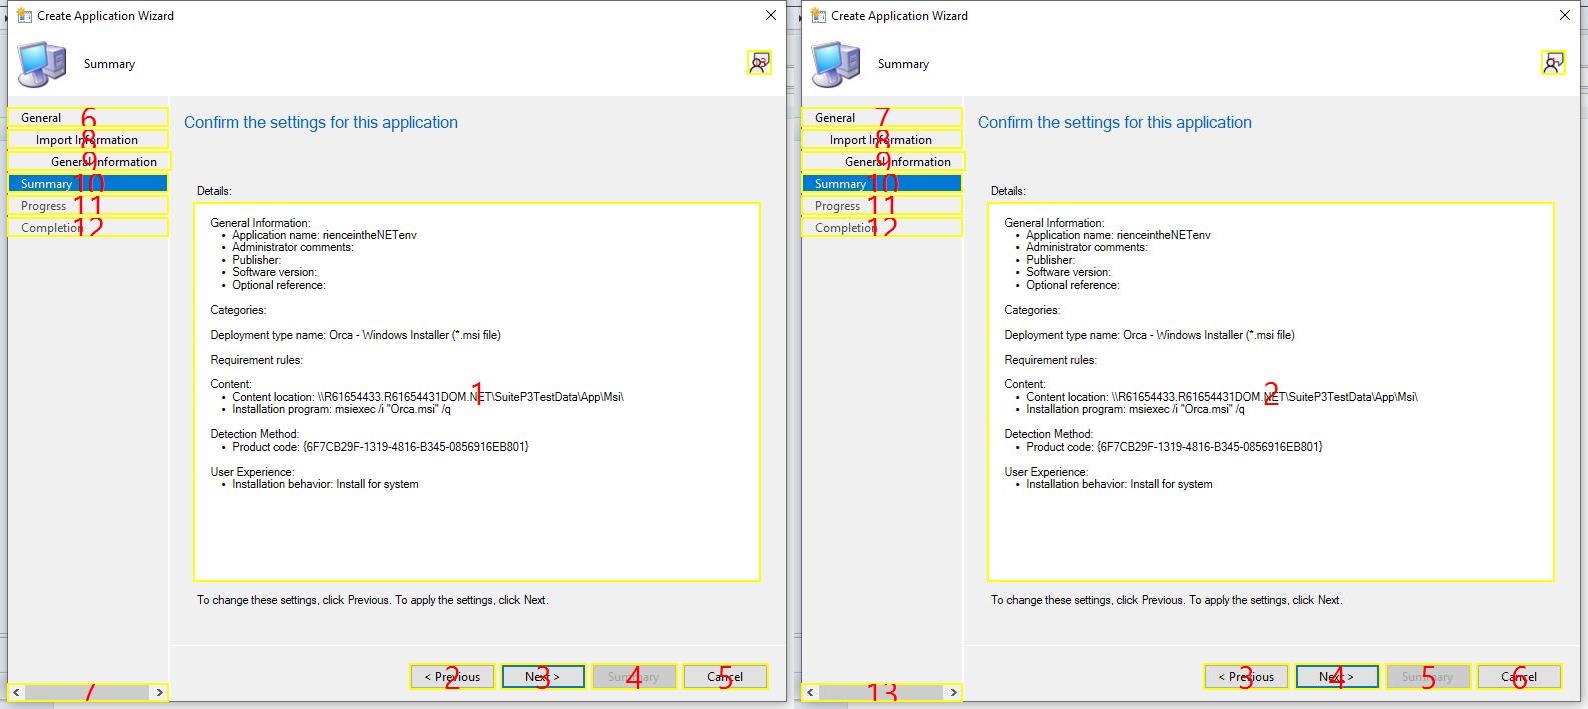 Create Application Wizard
Summary
13
General 6
Import Information 8
General Information 9
Summary 10
Progress 11
Completion 12
7
Confirm the settings for this application
Details:
General Information:
• Application name: rienceintheNETenv
• Administrator comments:
• Publisher:
• Software version:
• Optional reference:
Categories:
Deployment type name: Orca - Windows Installer (*.msi file)
Requirement rules:
Content:
• Content location: \\R61654433.R61654431DOM.NET\SuiteP3TestData\App\Msi\
• Installation program: msiexec /i "Orca.msi" /q
Detection Method:
• Product code: {6F7CB29F-1319-4816-B345-0856916EB801}
User Experience:
• Installation behavior: Install for system
1
To change these settings, click Previous. To apply the settings, click Next.
< Previous 2
Next > 3
Summary 4
Cancel 5
Create Application Wizard
Summary
General 7
Import Information 8
General Information 9
Summary 10
Progress 11
Completion 12
13
Confirm the settings for this application
Details:
General Information:
• Application name: rienceintheNETenv
• Administrator comments:
• Publisher:
• Software version:
• Optional reference:
Categories:
Deployment type name: Orca - Windows Installer (*.msi file)
Requirement rules:
Content:
• Content location: \\R61654433.R61654431DOM.NET\SuiteP3TestData\App\Msi\
• Installation program: msiexec /i "Orca.msi" /q
Detection Method:
• Product code: {6F7CB29F-1319-4816-B345-0856916EB801}
User Experience:
• Installation behavior: Install for system
2
To change these settings, click Previous. To apply the settings, click Next.
< Previous 3
Next > 4
Summary 5
Cancel 6